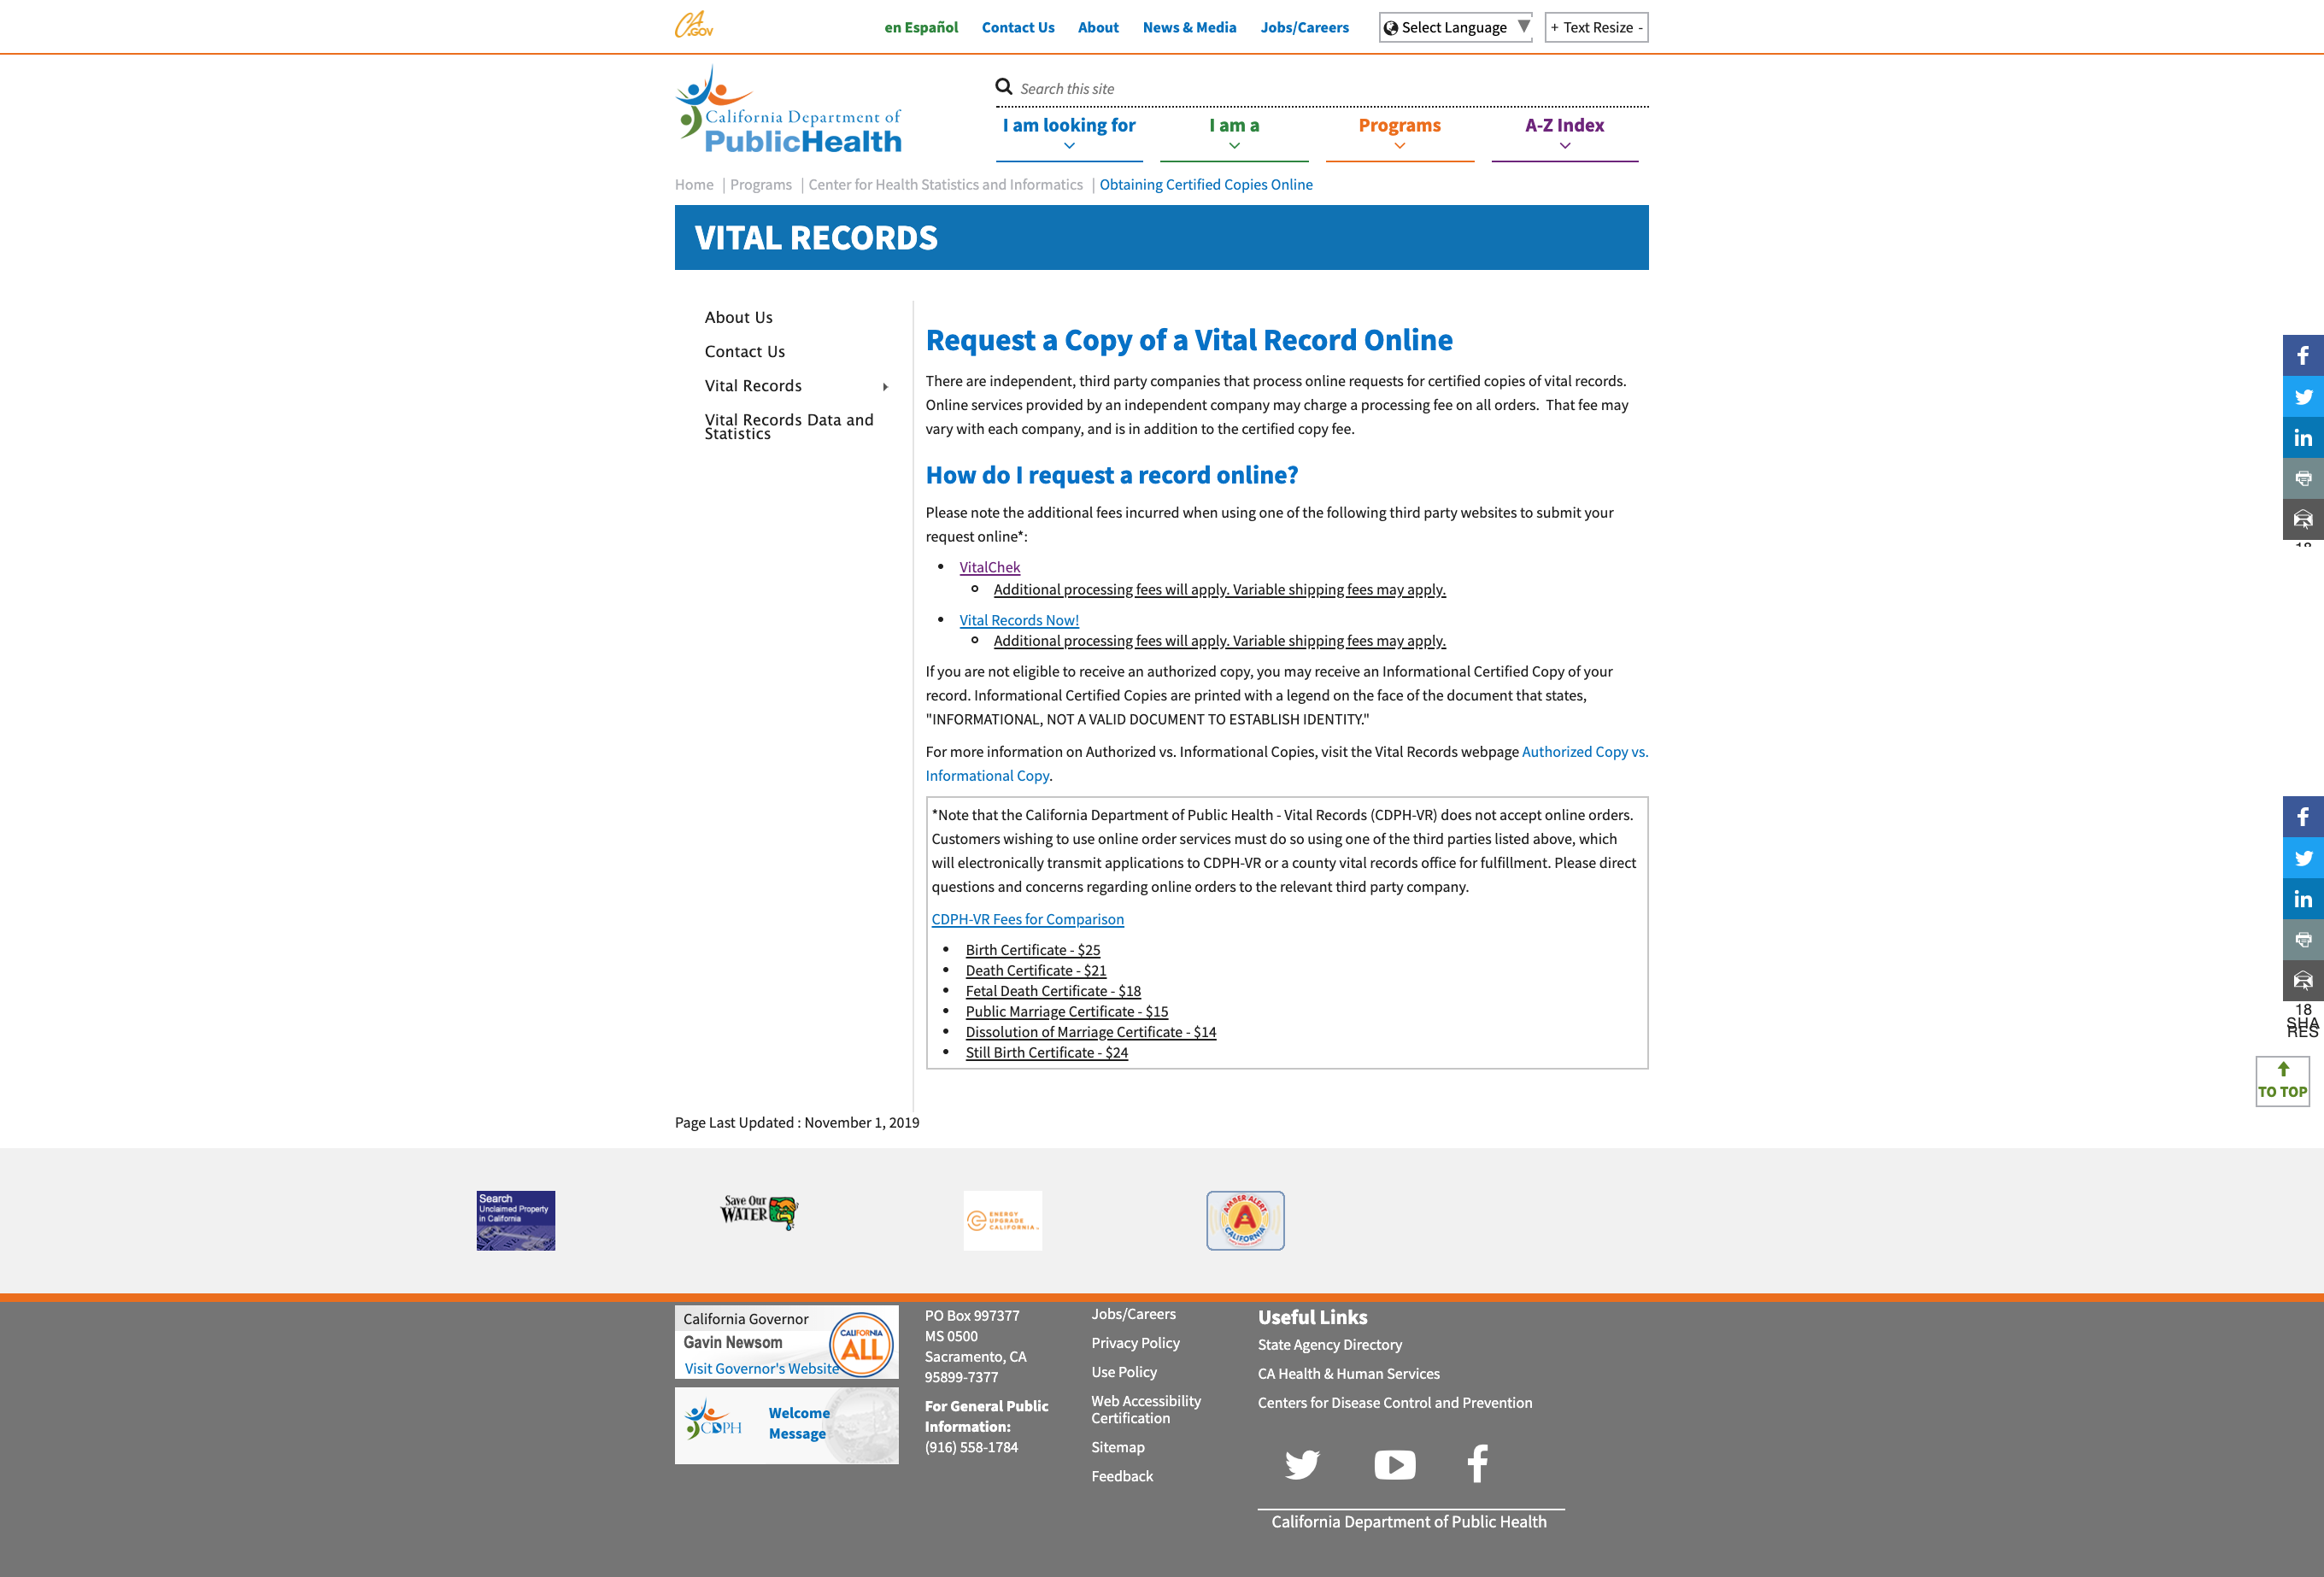 CA
.GOV
en Español
Contact Us
About
News & Media
Jobs/Careers
Select Language ▼
+ Text Resize -
California Department of
PublicHealth
Search this site
I am looking for
I am a
Programs
A-Z Index
Home | Programs | Center for Health Statistics and Informatics | Obtaining Certified Copies Online
VITAL RECORDS
About Us
Contact Us
Vital Records
Vital Records Data and
Statistics
Request a Copy of a Vital Record Online
There are independent, third party companies that process online requests for certified copies of vital records.
Online services provided by an independent company may charge a processing fee on all orders.  That fee may
vary with each company, and is in addition to the certified copy fee.
How do I request a record online?
Please note the additional fees incurred when using one of the following third party websites to submit your
request online*:
VitalChek
Additional processing fees will apply. Variable shipping fees may apply.
Vital Records Now!
Additional processing fees will apply. Variable shipping fees may apply.
If you are not eligible to receive an authorized copy, you may receive an Informational Certified Copy of your
record. Informational Certified Copies are printed with a legend on the face of the document that states,
"INFORMATIONAL, NOT A VALID DOCUMENT TO ESTABLISH IDENTITY."
For more information on Authorized vs. Informational Copies, visit the Vital Records webpage Authorized Copy vs.
Informational Copy.
*Note that the California Department of Public Health - Vital Records (CDPH-VR) does not accept online orders.
Customers wishing to use online order services must do so using one of the third parties listed above, which
will electronically transmit applications to CDPH-VR or a county vital records office for fulfillment. Please direct
questions and concerns regarding online orders to the relevant third party company.
CDPH-VR Fees for Comparison
Birth Certificate - $25
Death Certificate - $21
Fetal Death Certificate - $18
Public Marriage Certificate - $15
Dissolution of Marriage Certificate - $14
Still Birth Certificate - $24
18
SHA
RES
TO TOP
Page Last Updated : November 1, 2019
Search
Unclaimed Property
in California
Save Our
WATER
ENERGY
UPGRADE
CALIFORNIA
AMBER ALERT
A
CALIFORNIA
California Governor
Gavin Newsom
Visit Governor's Website
CALIFORNIA
ALL
CDPH
Welcome
Message
PO Box 997377
MS 0500
Sacramento, CA
95899-7377
For General Public
Information:
(916) 558-1784
Jobs/Careers
Privacy Policy
Use Policy
Web Accessibility
Certification
Sitemap
Feedback
Useful Links
State Agency Directory
CA Health & Human Services
Centers for Disease Control and Prevention
California Department of Public Health